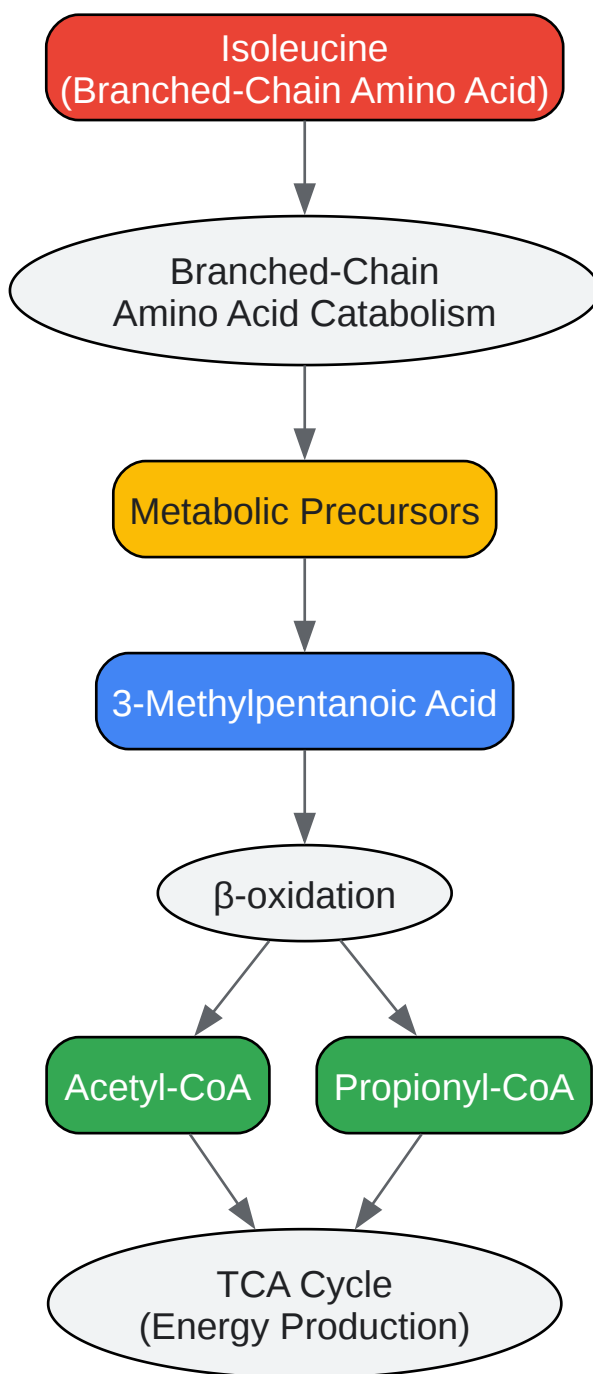 Isoleucine
(Branched-Chain Amino Acid)
Branched-Chain
Amino Acid Catabolism
Metabolic Precursors
3-Methylpentanoic Acid
β-oxidation
Acetyl-CoA
Propionyl-CoA
TCA Cycle
(Energy Production)